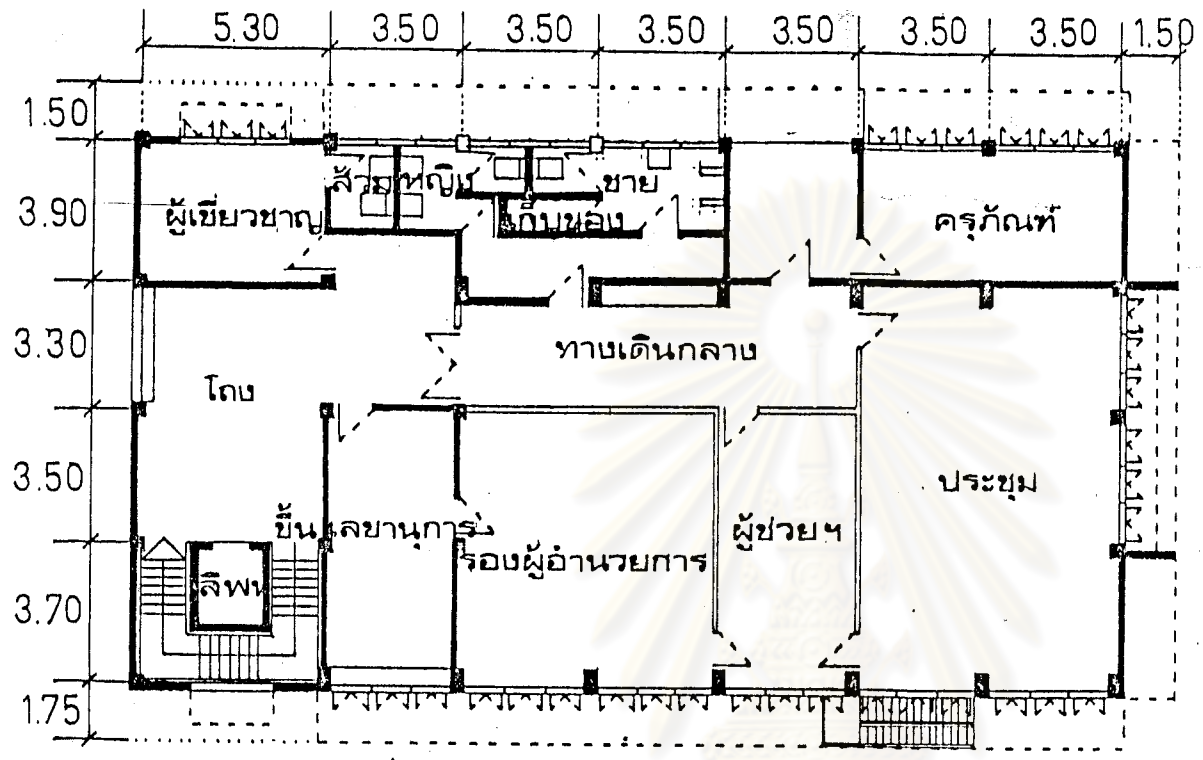 5.30 3.50 3.50 3.50 3.50 3.50 3.50 1.50
1.50
3.90
3.30
3.50
3.70
1.75
ผู้เชี่ยวชาญ
ส้วม หญิง
ชาย
เก็บของ
ครุภัณฑ์
ทางเดินกลาง
โถง
ประชุม
ขึ้น
เลขานุการ
รองผู้อำนวยการ
ผู้ช่วยฯ
ลิฟท์